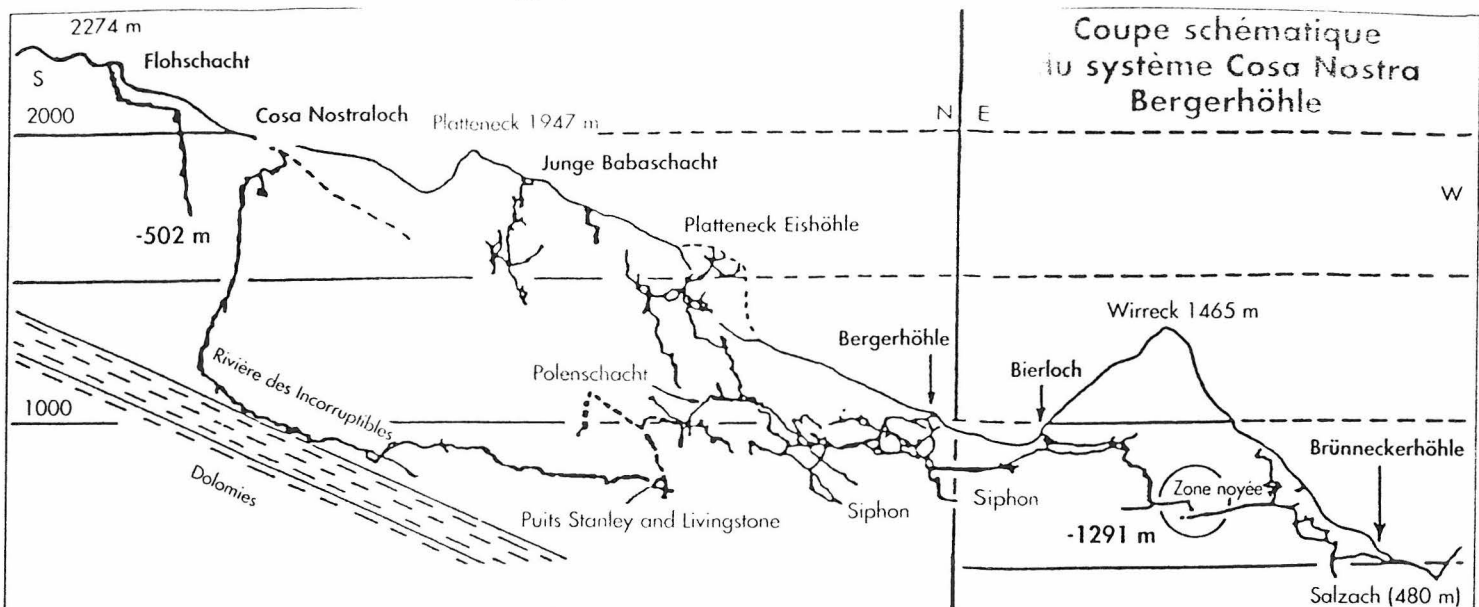 Coupe schématique
du système Cosa Nostra
Bergerhöhle
2274 m
Flohschacht
S
2000
Cosa Nostraloch
Platteneck 1947 m
N
E
W
Junge Babaschacht
-502 m
Platteneck Eishöhle
Wirreck 1465 m
Bergerhöhle
Bierloch
Polenschacht
Rivière des Incorruptibles
1000
Brünneckerhöhle
Dolomies
Puits Stanley and Livingstone
Siphon
Siphon
Zone noyée
-1291 m
Salzach (480 m)